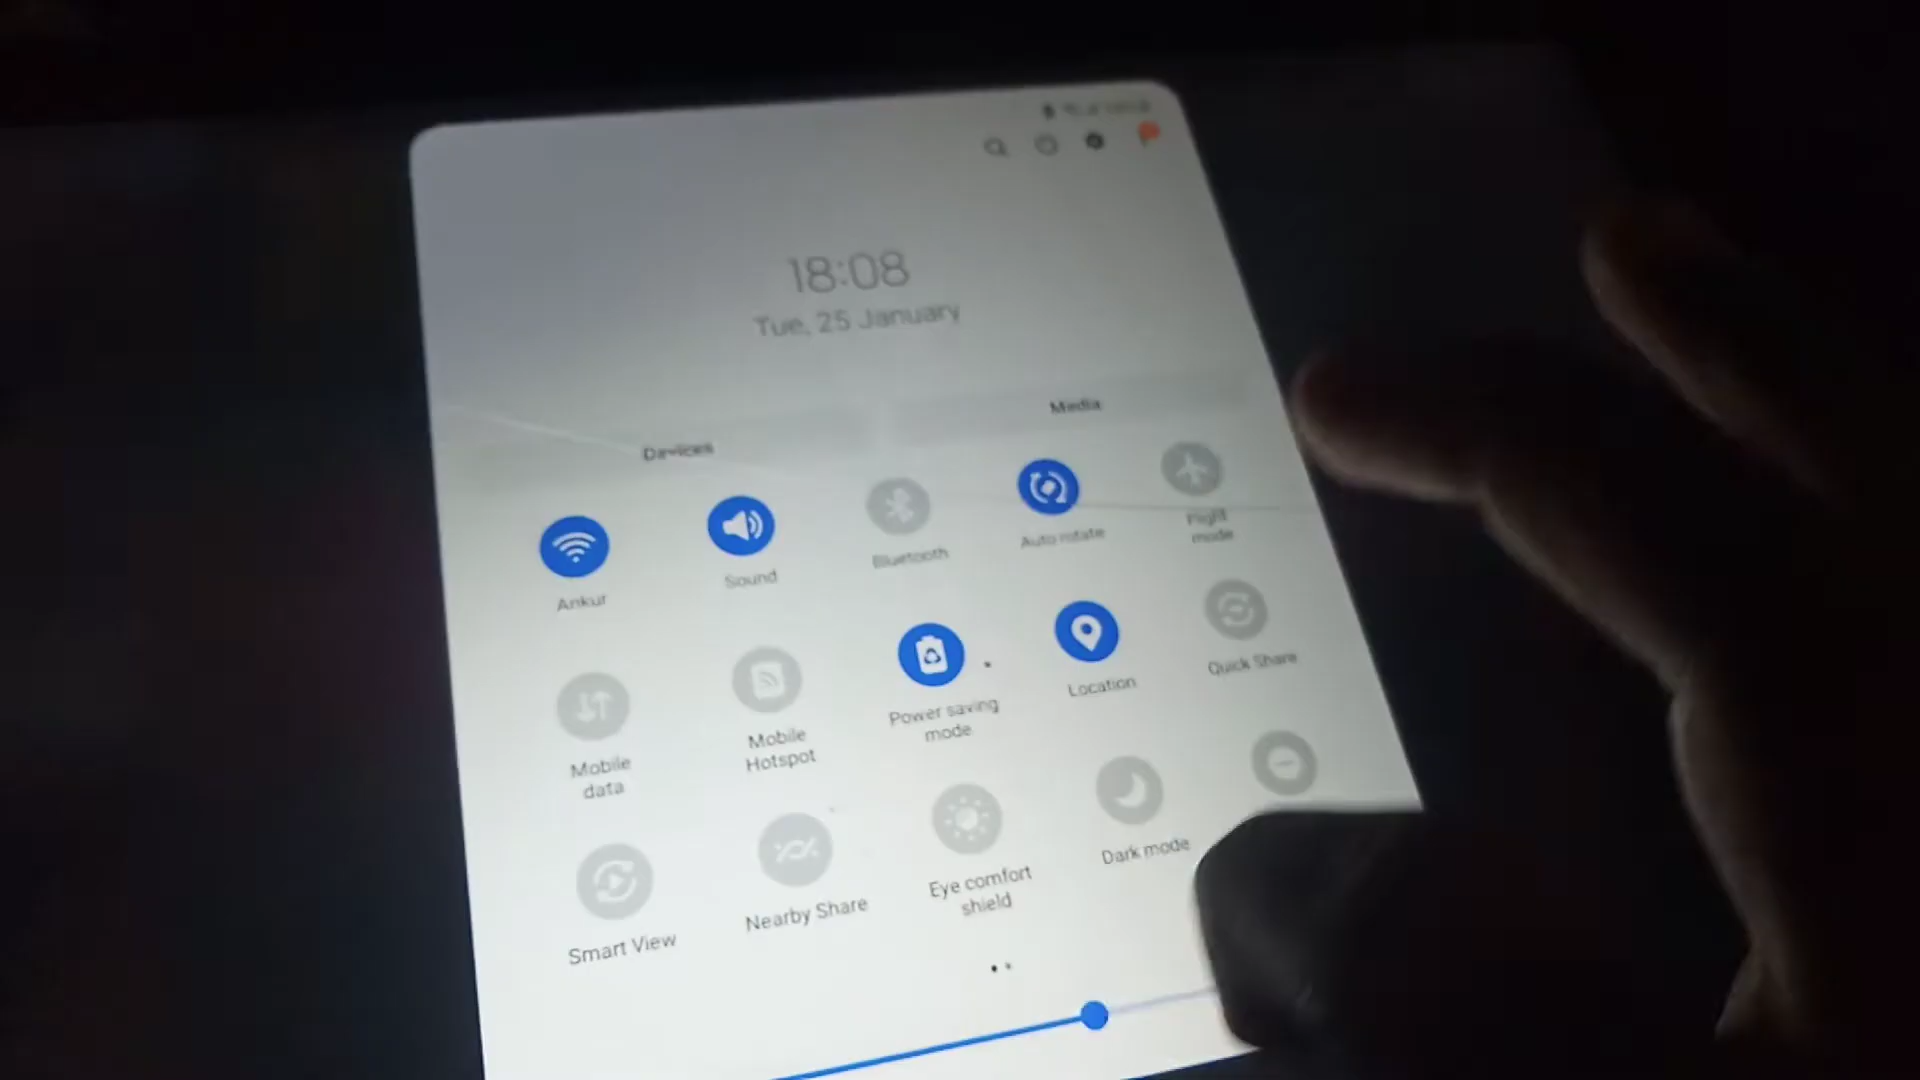 18:08
Tue, 25 January
Devices
Media
Ankur
Sound
Bluetooth
Auto rotate
Flight
mode
Mobile
data
Mobile
Hotspot
Power saving
mode
Location
Quick Share
Smart View
Nearby Share
Eye comfort
shield
Dark mode